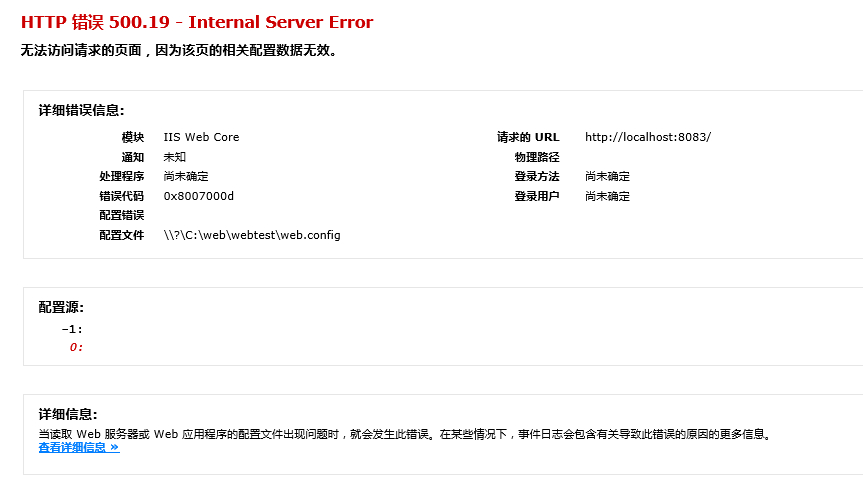 HTTP 错误 500.19 - Internal Server Error
无法访问请求的页面，因为该页的相关配置数据无效。
详细错误信息:
模块 IIS Web Core 请求的 URL http://localhost:8083/
通知 未知 物理路径
处理程序 尚未确定 登录方法 尚未确定
错误代码 0x8007000d 登录用户 尚未确定
配置错误
配置文件 \\?\C:\web\webtest\web.config
配置源:
-1:
0:
详细信息:
当读取 Web 服务器或 Web 应用程序的配置文件出现问题时，就会发生此错误。在某些情况下，事件日志会包含有关导致此错误的原因的更多信息。
查看详细信息 »